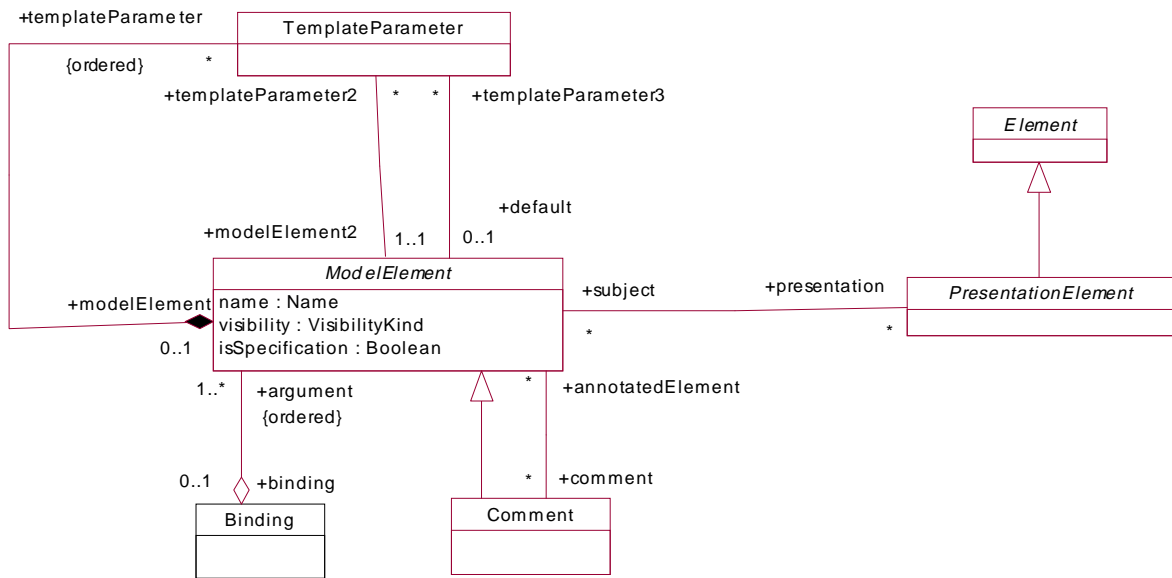 +templateParameter
TemplateParameter
{ordered}
*
+templateParameter2
*
*
+templateParameter3
Element
+default
+modelElement2
1..1
0..1
ModelElement
+modelElement
name : Name
visibility : VisibilityKind
isSpecification : Boolean
0..1
+subject
*
+presentation
*
PresentationElement
1..*
+argument
{ordered}
*
+annotatedElement
0..1
+binding
*
+comment
Binding
Comment